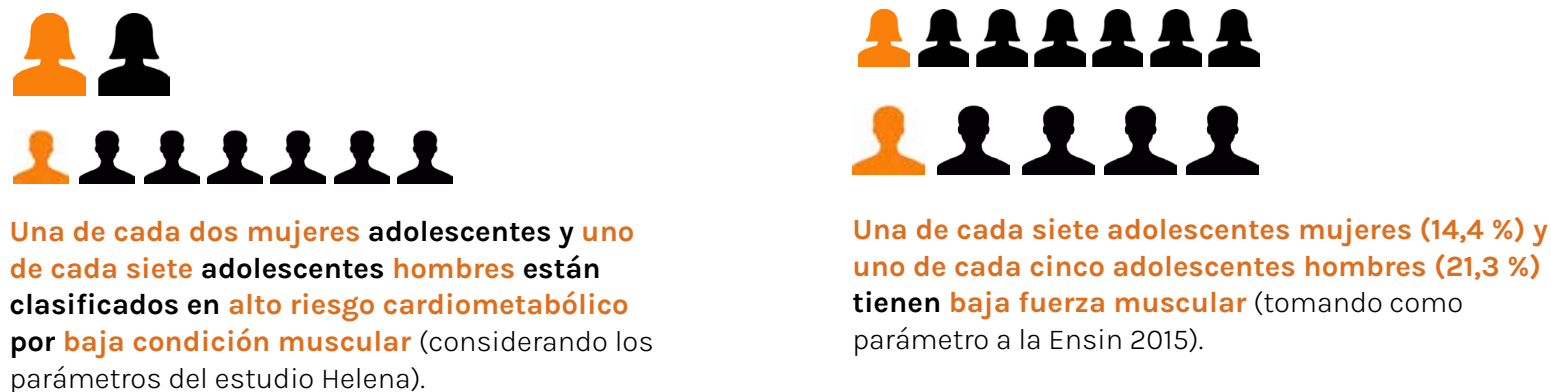 Una de cada dos mujeres adolescentes y uno
de cada siete adolescentes hombres están
clasificados en alto riesgo cardiometabólico
por baja condición muscular (considerando los
parámetros del estudio Helena).
Una de cada siete adolescentes mujeres (14,4 %) y
uno de cada cinco adolescentes hombres (21,3 %)
tienen baja fuerza muscular (tomando como
parámetro a la Ensin 2015).